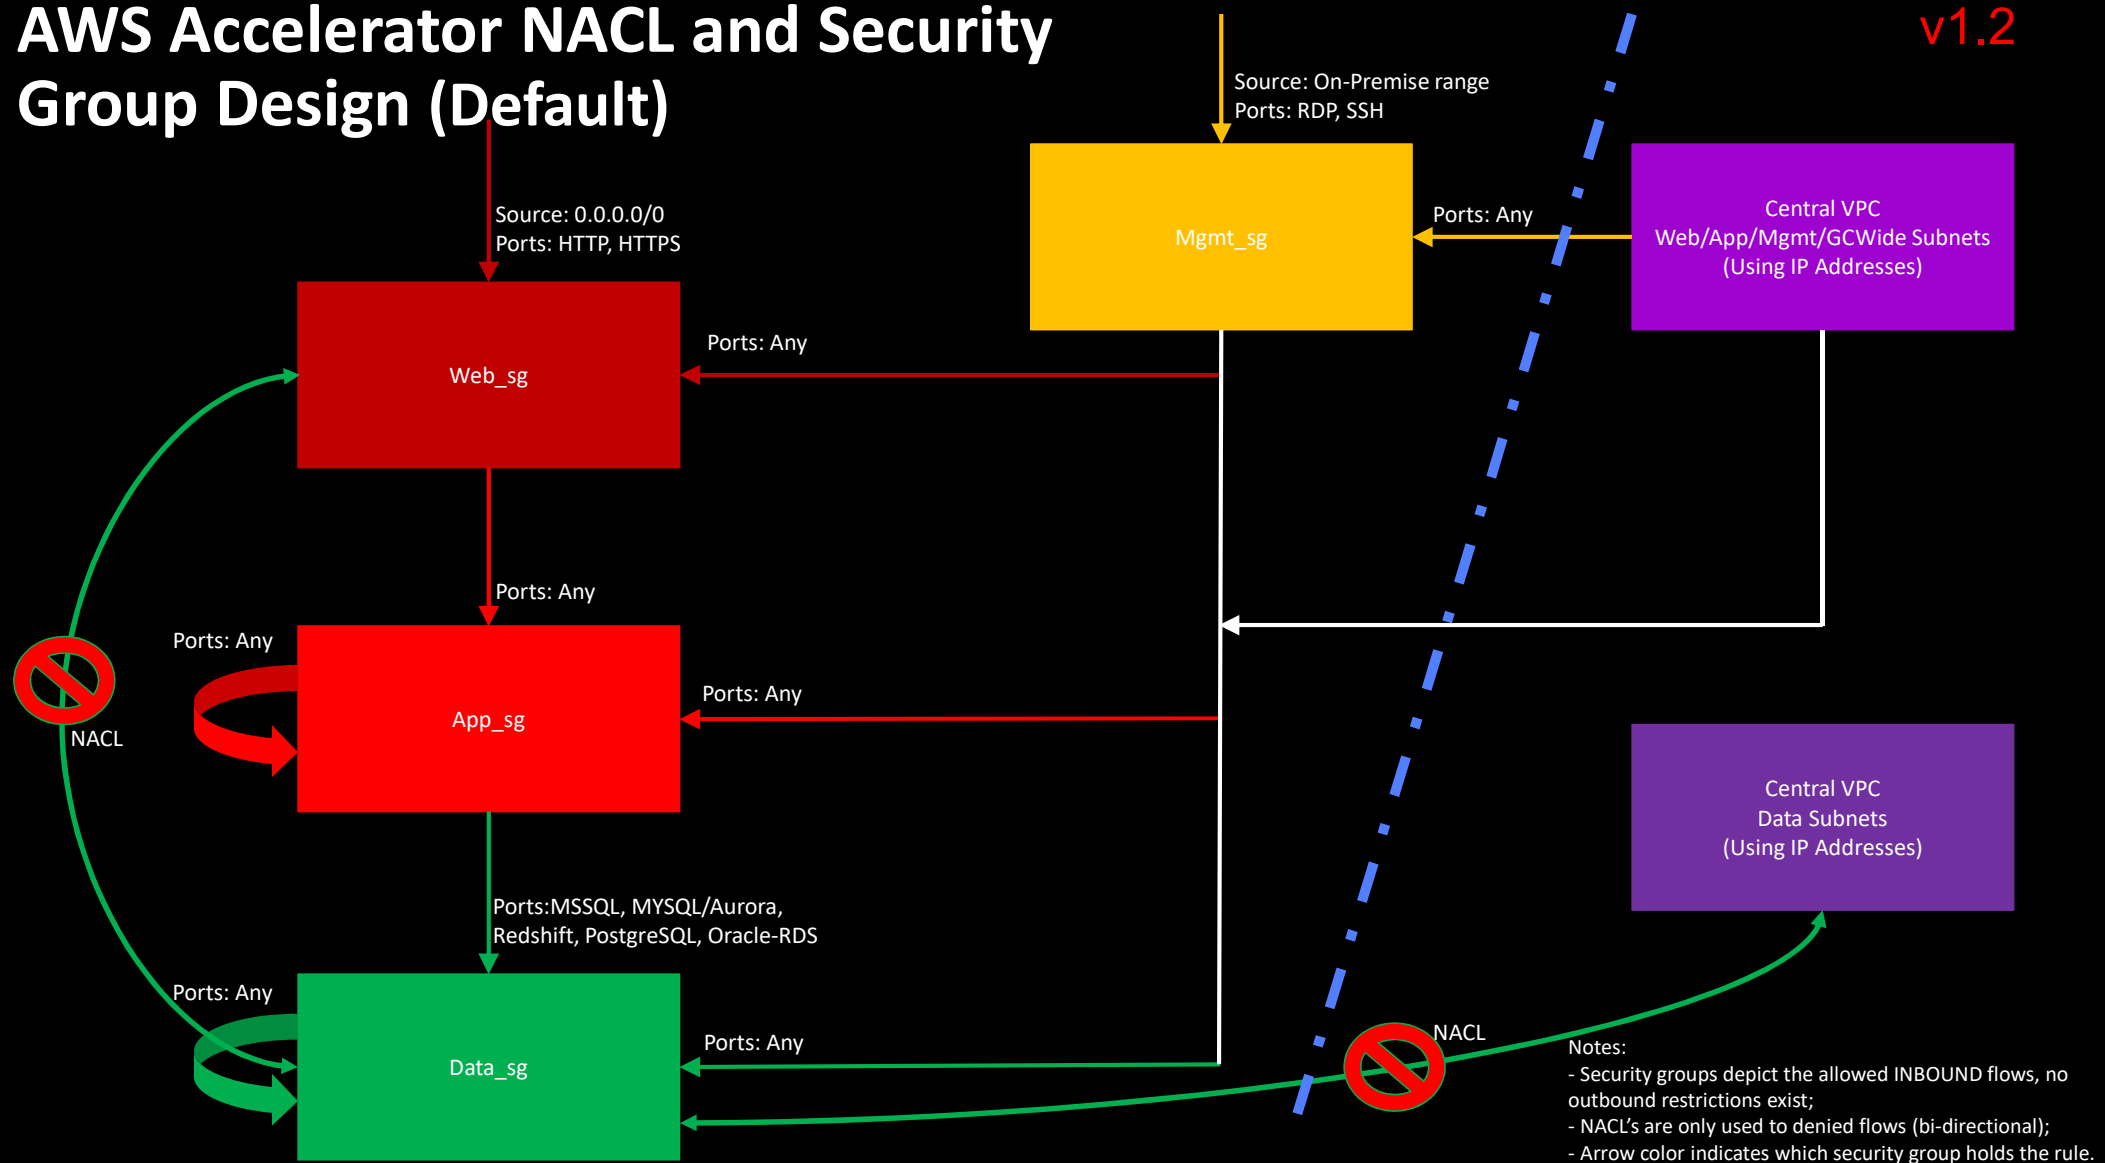 AWS Accelerator NACL and Security
Group Design (Default)
v1.2
Source: On-Premise range
Ports: RDP, SSH
Source: 0.0.0.0/0
Ports: HTTP, HTTPS
Mgmt_sg
Ports: Any
Central VPC
Web/App/Mgmt/GCWide Subnets
(Using IP Addresses)
Web_sg
Ports: Any
Ports: Any
Ports: Any
App_sg
Ports: Any
NACL
Central VPC
Data Subnets
(Using IP Addresses)
Ports:MSSQL, MYSQL/Aurora,
Redshift, PostgreSQL, Oracle-RDS
Ports: Any
Data_sg
Ports: Any
NACL
Notes:
- Security groups depict the allowed INBOUND flows, no
outbound restrictions exist;
- NACL's are only used to denied flows (bi-directional);
- Arrow color indicates which security group holds the rule.